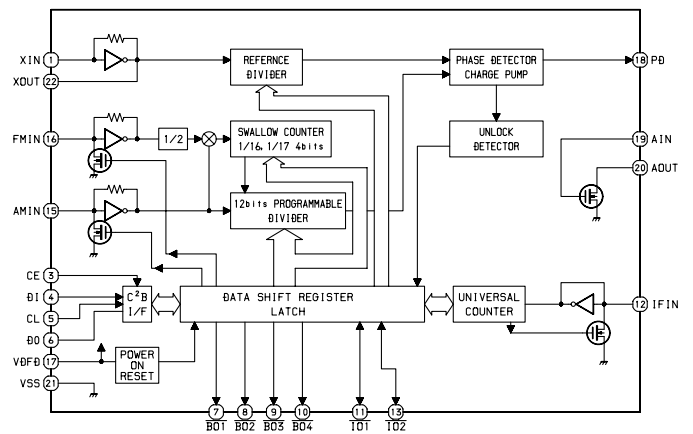 XIN 1
XOUT 22
REFERNCE
DIVIDER
PHASE DETECTOR
CHARGE PUMP
18 PD
FMIN 16
1/2
SWALLOW COUNTER
1/16, 1/17 4bits
UNLOCK
DETECTOR
19 AIN
20 AOUT
AMIN 15
12bits PROGRAMMABLE
DIVIDER
CE 3
DI 4
CL 5
DO 6
C²B
I/F
DATA SHIFT REGISTER
LATCH
UNIVERSAL
COUNTER
12 IFIN
VDFD 17
POWER
ON
RESET
VSS 21
7 8 9 10 11 13
BO1 BO2 BO3 BO4 IO1 IO2